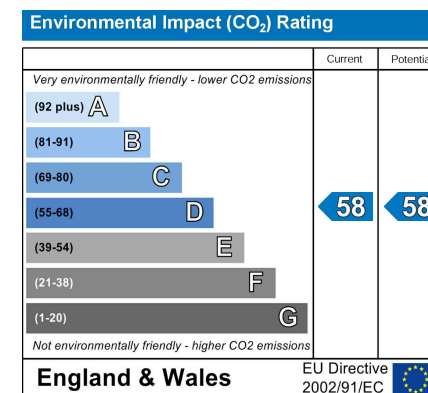 Environmental Impact (CO₂) Rating
Current Potentia
Very environmentally friendly - lower CO2 emissions
(92 plus) A
(81-91) B
(69-80) C
(55-68) D 58 58
(39-54) E
(21-38) F
(1-20) G
Not environmentally friendly - higher CO2 emissions
England & Wales
EU Directive
2002/91/EC